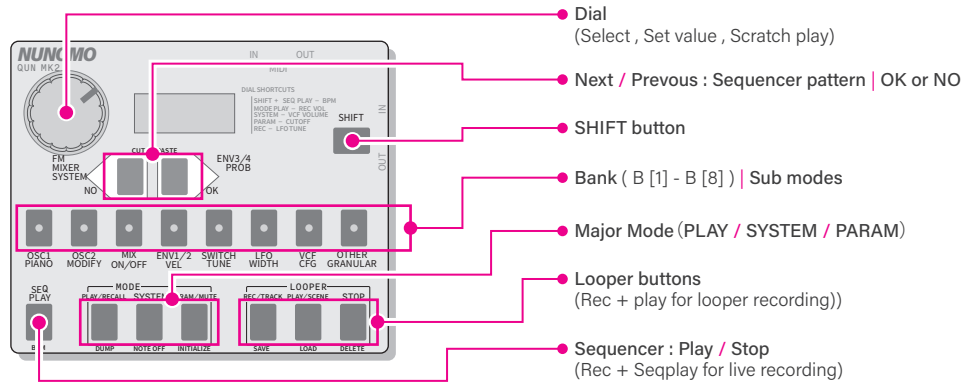 Dial
(Select , Set value , Scratch play)
Next / Prevous : Sequencer pattern | OK or NO
SHIFT button
Bank ( B [1] - B [8] ) | Sub modes
Major Mode (PLAY / SYSTEM / PARAM)
Looper buttons
(Rec + play for looper recording))
Sequencer : Play / Stop
(Rec + Seqplay for live recording)
NUNOMO
QUN MK2
IN OUT
MIDI
DIAL SHORTCUTS
SHIFT + SEQ PLAY – BPM
MODE PLAY – REC VOL
SYSTEM – VCF VOLUME
PARAM – CUTOFF
REC – LFO TUNE
SHIFT
IN
OUT
FM
MIXER
SYSTEM
NO
CUT
ENV3/4
PROB
OK
OSC1 OSC2 MIX ENV1/2 SWITCH LFO VCF OTHER
PIANO MODIFY ON/OFF VEL TUNE WIDTH CFG GRANULAR
SEQ
PLAY
BPM
MODE
PLAY/RECALL SYSTEM
DUMP NOTE OFF INITIALIZE
LOOPER
REC/TRACK PLAY/SCENE STOP
SAVE LOAD DELETE